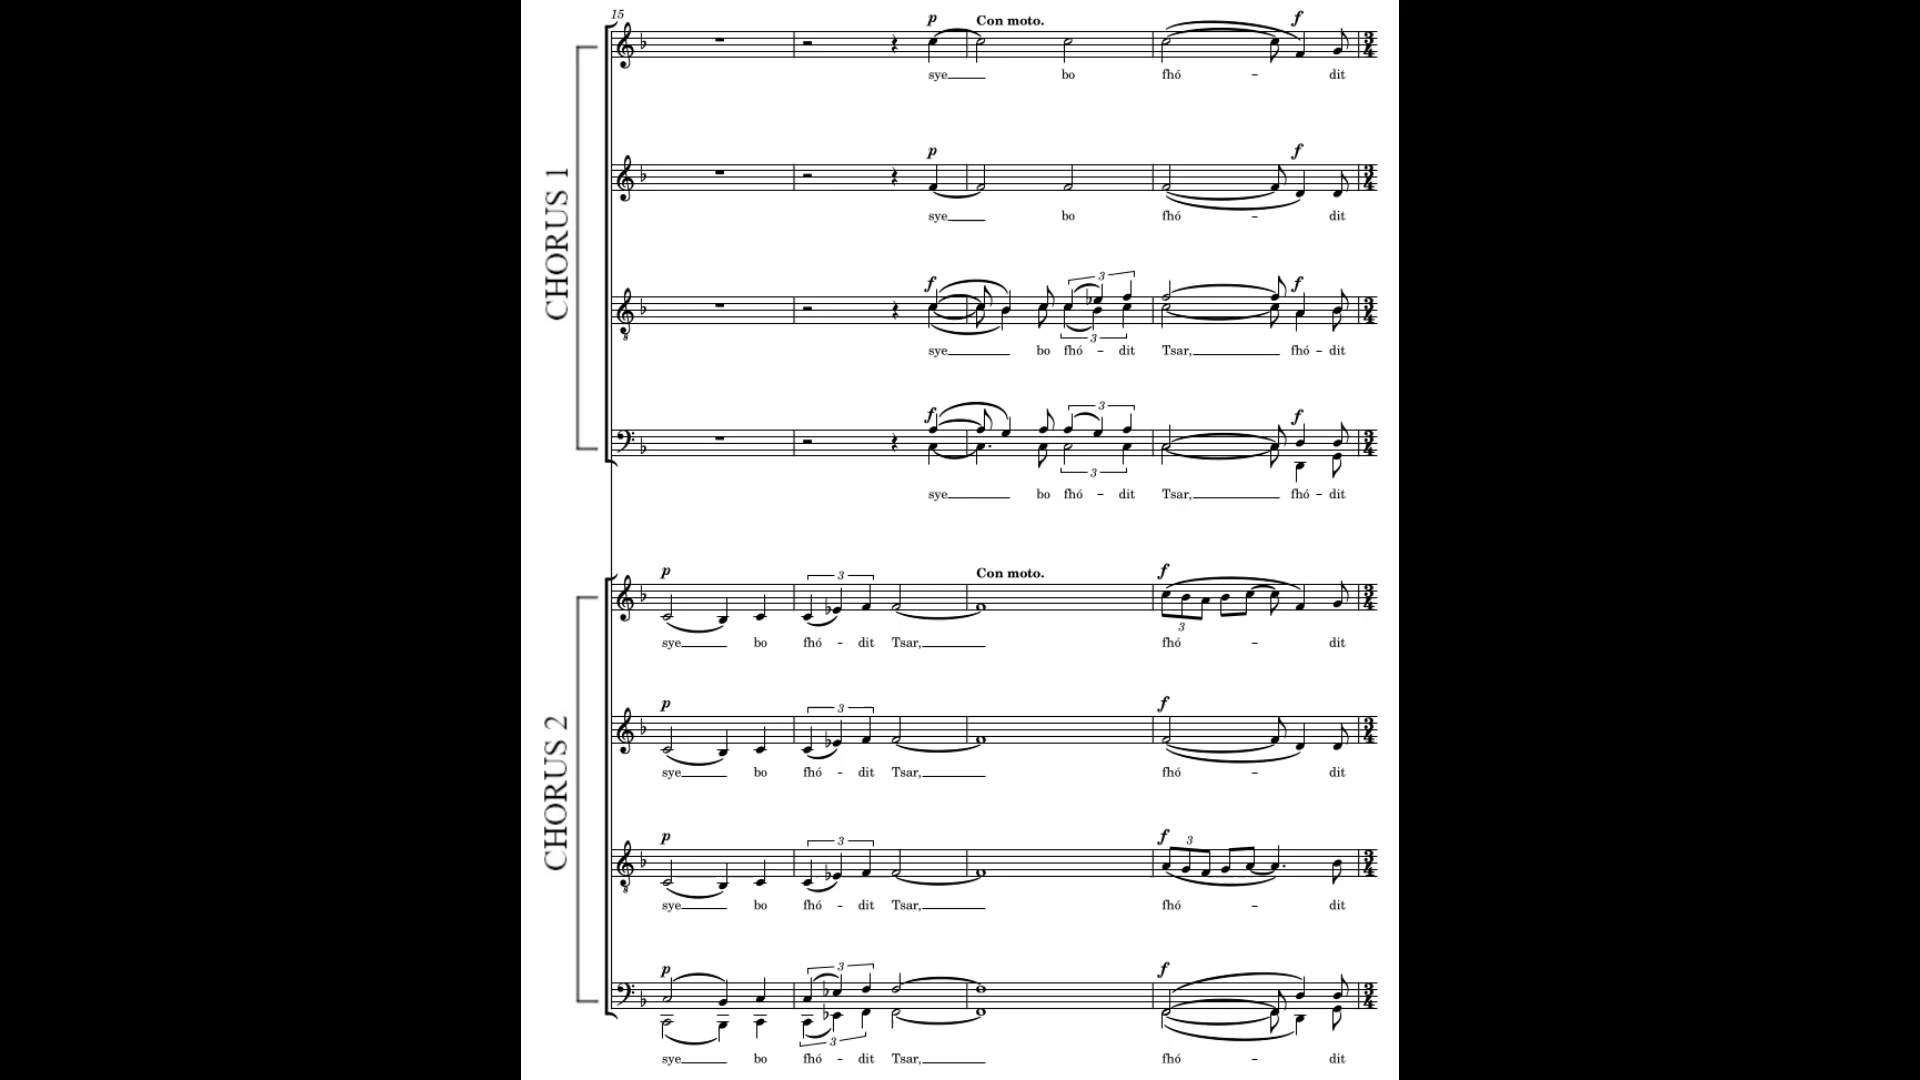 15
p Con moto.
sye bo fhó - dit
CHORUS 1
p f
sye bo fhó - dit
f 3 f
3
sye bo fhó - dit Tsar, fhó - dit
f 3 f
3
sye bo fhó - dit Tsar, fhó - dit
p 3 Con moto. f
3
sye bo fhó - dit Tsar, fhó - dit
CHORUS 2
p 3 f
sye bo fhó - dit Tsar, fhó - dit
p 3 f 3
sye bo fhó - dit Tsar, fhó - dit
p 3 f
3
sye bo fhó - dit Tsar, fhó - dit